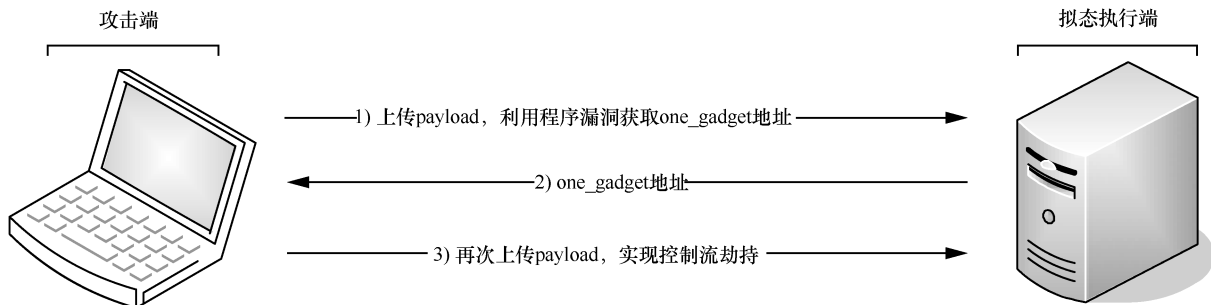 攻击端
拟态执行端
1) 上传payload，利用程序漏洞获取one_gadget地址
2) one_gadget地址
3) 再次上传payload，实现控制流劫持